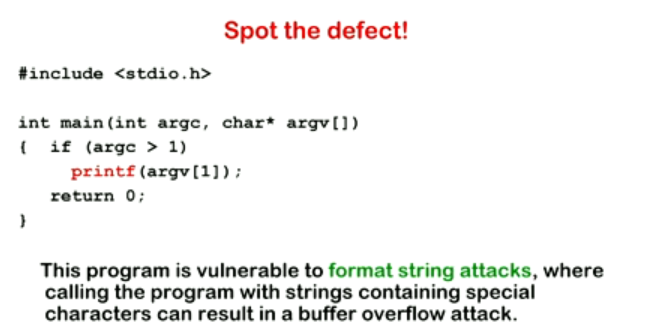 Spot the defect!
#include <stdio.h>
int main(int argc, char* argv[])
{ if (argc > 1)
printf(argv[1]);
return 0;
}
This program is vulnerable to format string attacks, where
calling the program with strings containing special
characters can result in a buffer overflow attack.